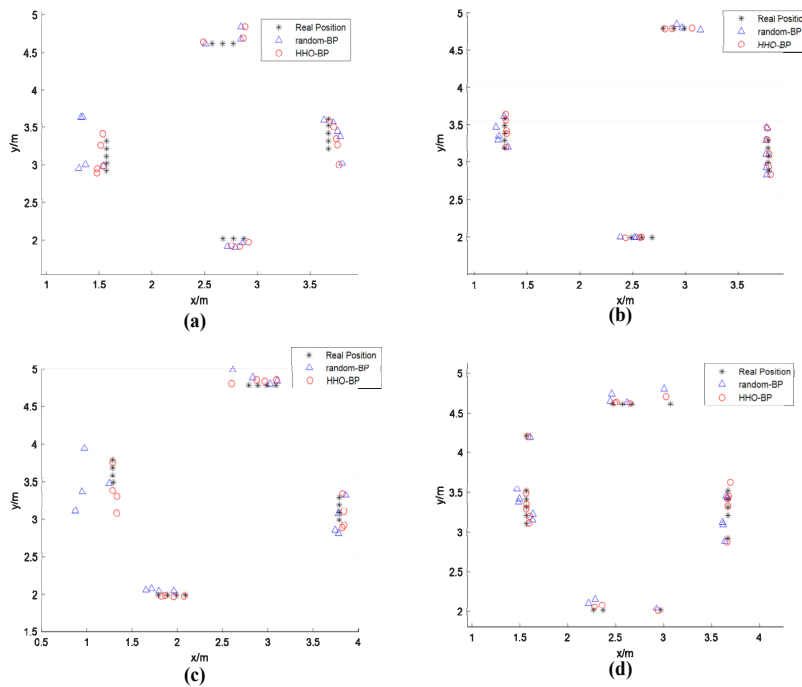 5
4.5
4
3.5
3
2.5
2
y/m
1 1.5 2 2.5 3 3.5 4
x/m
Real Position
random-BP
HHO-BP
(a)
5
4.5
4
3.5
3
2.5
2
y/m
1 1.5 2 2.5 3 3.5 4
x/m
Real Position
random-BP
HHO-BP
(b)
5
4.5
4
3.5
3
2.5
2
1.5
y/m
0.5 1 1.5 2 2.5 3 3.5 4
x/m
Real Position
random-BP
HHO-BP
(c)
5
4.5
4
3.5
3
2.5
2
y/m
1 1.5 2 2.5 3 3.5 4
x/m
Real Position
random-BP
HHO-BP
(d)